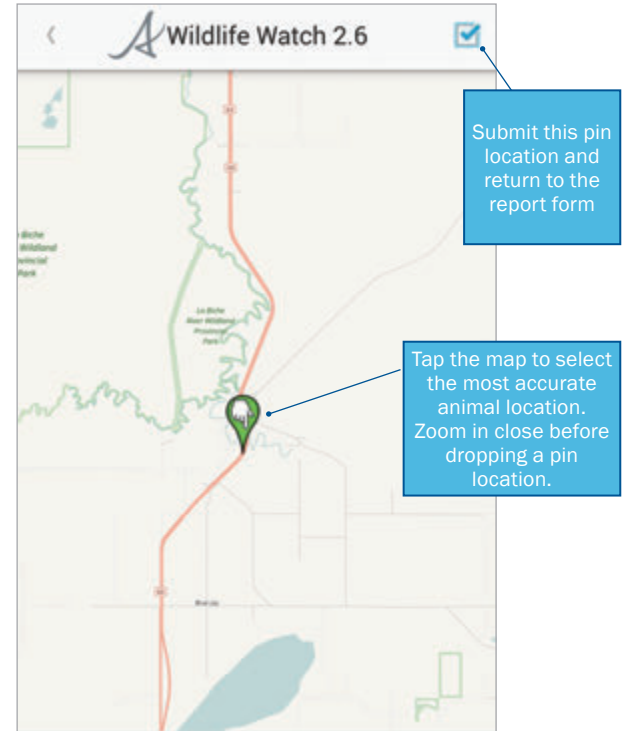 Wildlife Watch 2.6
Submit this pin
location and
return to the
report form
La Biche
River Wildland
Provincial
Park
Tap the map to select
the most accurate
animal location.
Zoom in close before
dropping a pin
location.